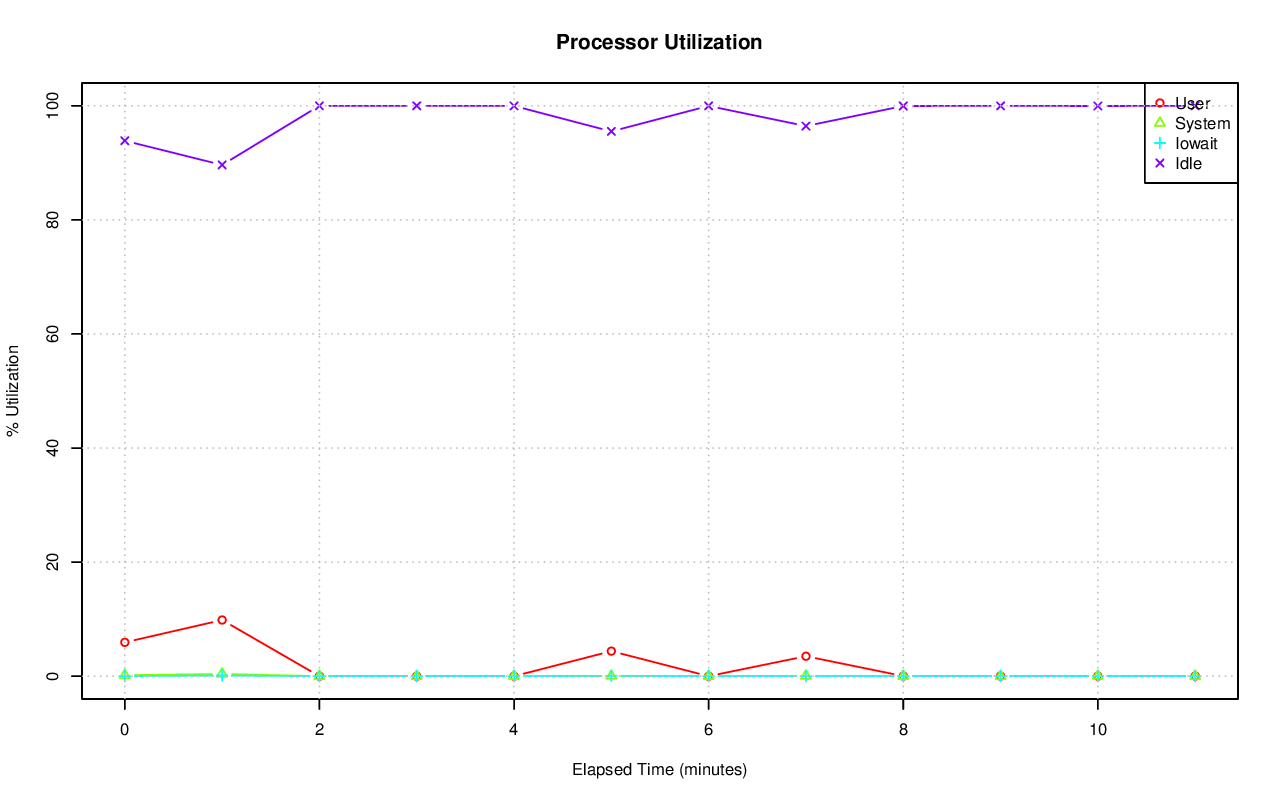 Processor Utilization
100
80
60
40
20
0
% Utilization
User
System
Iowait
Idle
0 2 4 6 8 10
Elapsed Time (minutes)